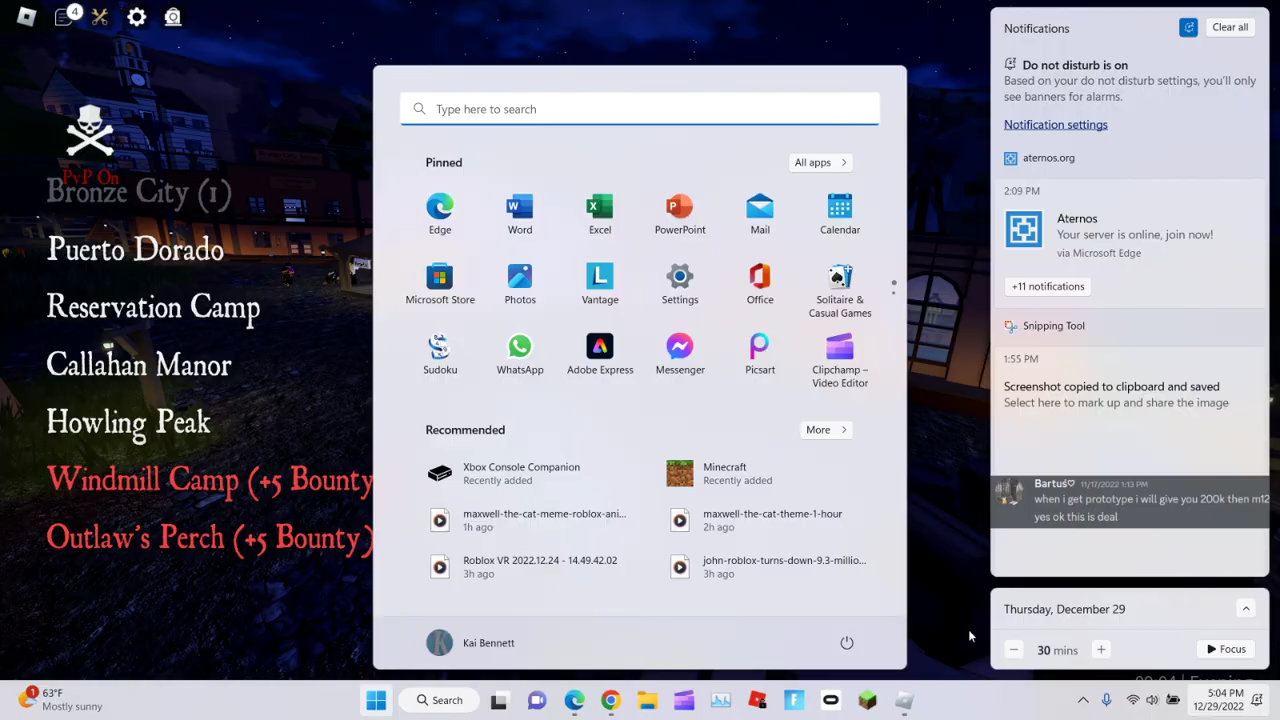 4
PvP On
Bronze City (1)
Puerto Dorado
Reservation Camp
Callahan Manor
Howling Peak
Windmill Camp (+5 Bounty
Outlaw's Perch (+5 Bounty)
Type here to search
Pinned
All apps
Edge
Word
Excel
PowerPoint
Mail
Calendar
Microsoft Store
Photos
Vantage
Settings
Office
Solitaire &
Casual Games
Sudoku
WhatsApp
Adobe Express
Messenger
Picsart
Clipchamp –
Video Editor
Recommended
More
Xbox Console Companion
Recently added
Minecraft
Recently added
maxwell-the-cat-meme-roblox-ani...
1h ago
maxwell-the-cat-theme-1-hour
2h ago
Roblox VR 2022.12.24 - 14.49.42.02
3h ago
john-roblox-turns-down-9.3-millio...
3h ago
Kai Bennett
Notifications
Clear all
Do not disturb is on
Based on your do not disturb settings, you'll only
see banners for alarms.
Notification settings
aternos.org
2:09 PM
Aternos
Your server is online, join now!
via Microsoft Edge
+11 notifications
Snipping Tool
1:55 PM
Screenshot copied to clipboard and saved
Select here to mark up and share the image
Bartuś♡ 11/17/2022 1:13 PM
when i get prototype i will give you 200k then m12
yes ok this is deal
Thursday, December 29
30 mins
Focus
1
63°F
Mostly sunny
Search
5:04 PM
12/29/2022